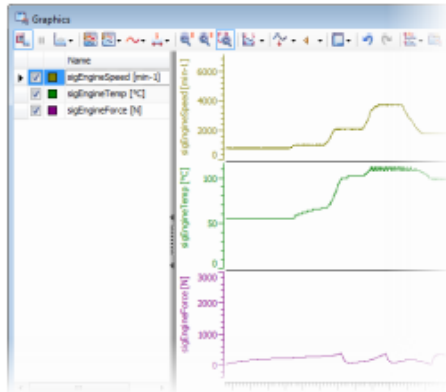 Graphics
Name
sigEngineSpeed [min-1]
sigEngineTemp [°C]
sigEngineForce [N]
sigEngineSpeed [min-1]
6000
4000
2000
0
sigEngineTemp [°C]
100
50
0
sigEngineForce [N]
3000
2000
1000
0